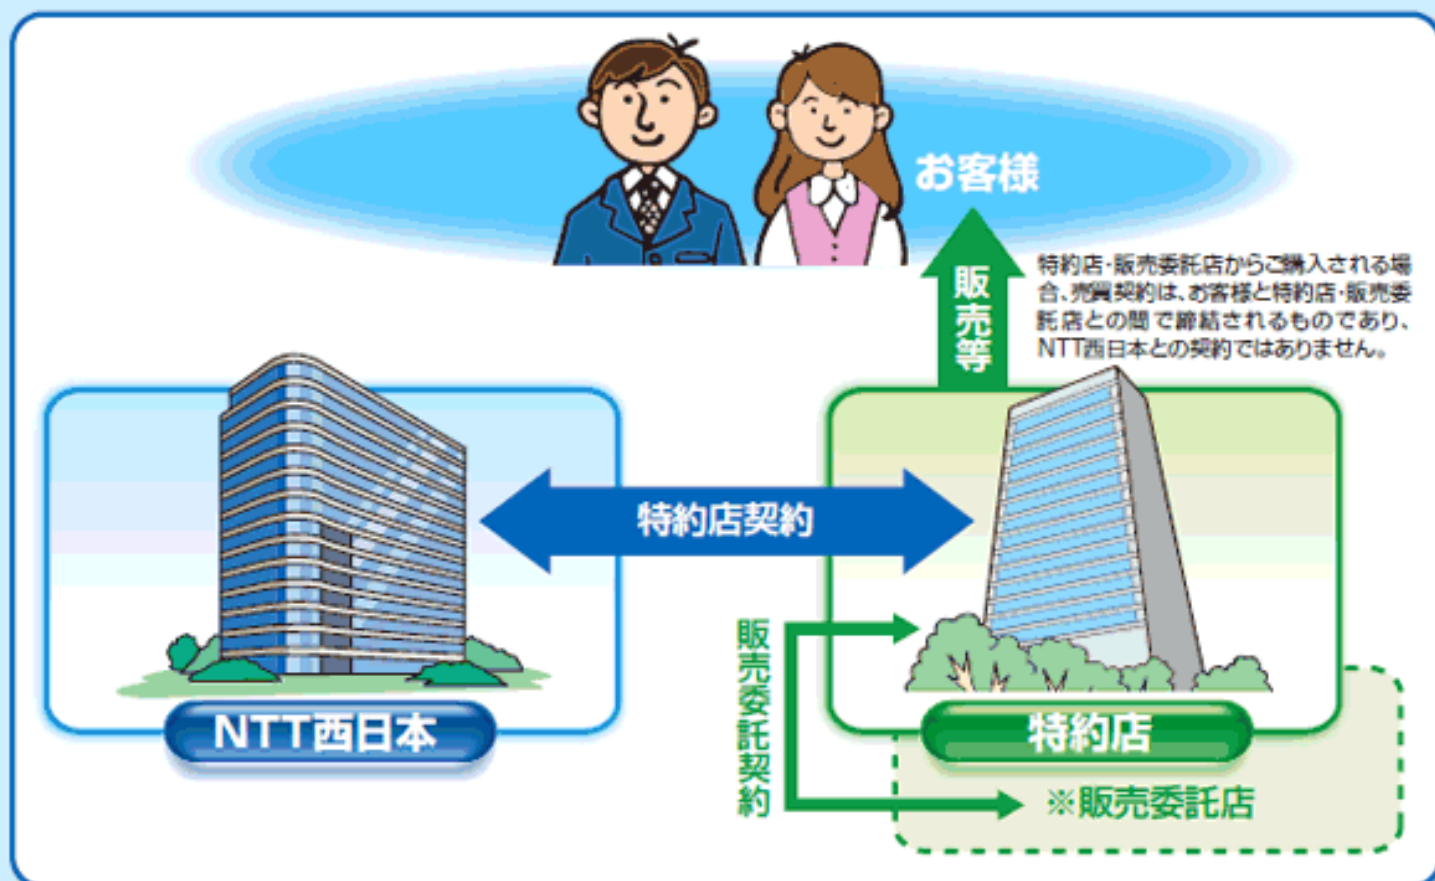 お客様
販売等
特約店・販売委託店からご購入される場
合、売買契約は、お客様と特約店・販売委
託店との間で締結されるものであり、
NTT西日本との契約ではありません。
特約店契約
販売委託契約
NTT西日本
特約店
※販売委託店